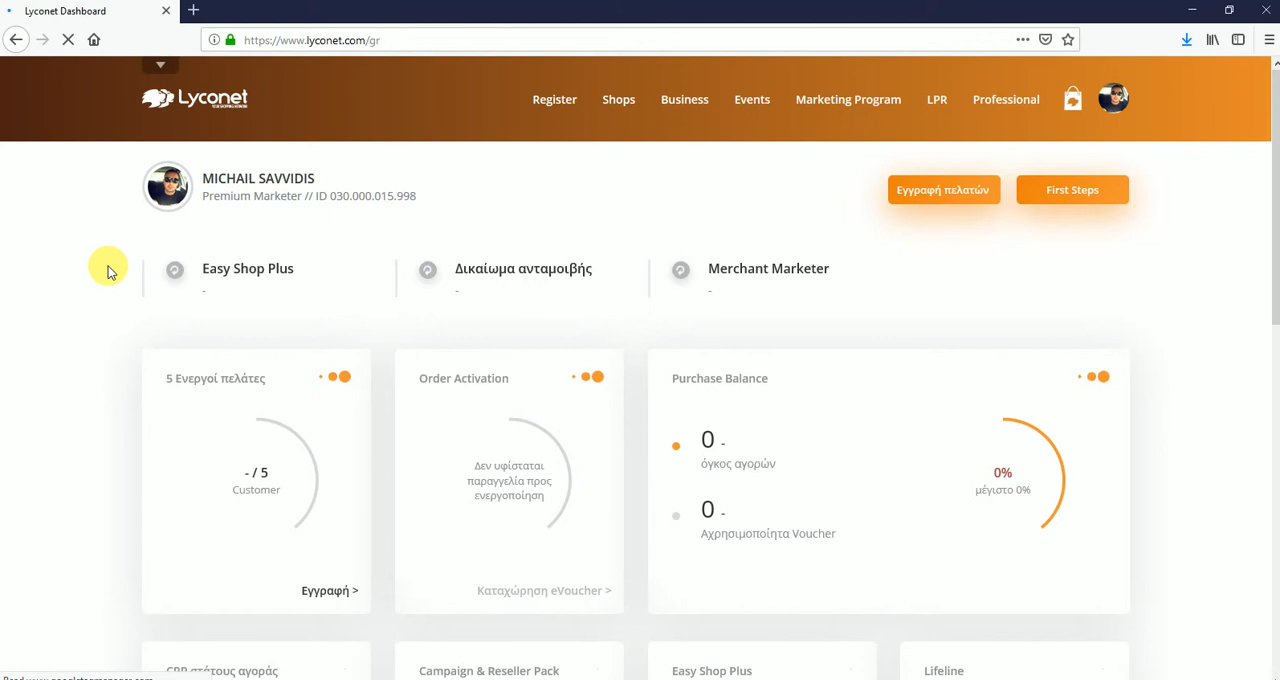 Lyconet Dashboard
https://www.lyconet.com/gr
Lyconet
Register Shops Business Events Marketing Program LPR Professional
MICHAIL SAVVIDIS
Premium Marketer // ID 030.000.015.998
Εγγραφή πελατών
First Steps
Easy Shop Plus
-
Δικαίωμα ανταμοιβής
-
Merchant Marketer
-
5 Ενεργοί πελάτες
- / 5
Customer
Εγγραφή >
Order Activation
Δεν υφίσταται
παραγγελία προς
ενεργοποίηση
Καταχώρηση eVoucher >
Purchase Balance
0 -
όγκος αγορών
0 -
Αχρησιμοποίητα Voucher
0%
μέγιστο 0%
CPP στάτους αγοράς
Campaign & Reseller Pack
Easy Shop Plus
Lifeline